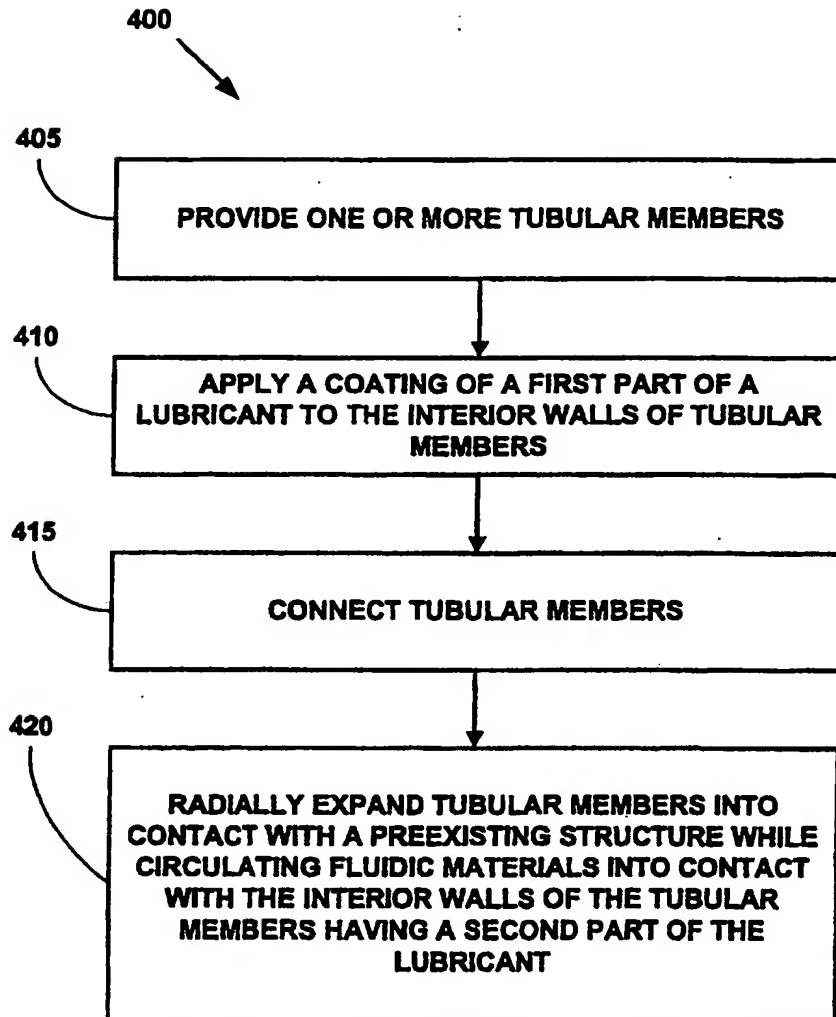 400
405
PROVIDE ONE OR MORE TUBULAR MEMBERS
410
APPLY A COATING OF A FIRST PART OF A
LUBRICANT TO THE INTERIOR WALLS OF TUBULAR
MEMBERS
415
CONNECT TUBULAR MEMBERS
420
RADIALLY EXPAND TUBULAR MEMBERS INTO
CONTACT WITH A PREEXISTING STRUCTURE WHILE
CIRCULATING FLUIDIC MATERIALS INTO CONTACT
WITH THE INTERIOR WALLS OF THE TUBULAR
MEMBERS HAVING A SECOND PART OF THE
LUBRICANT